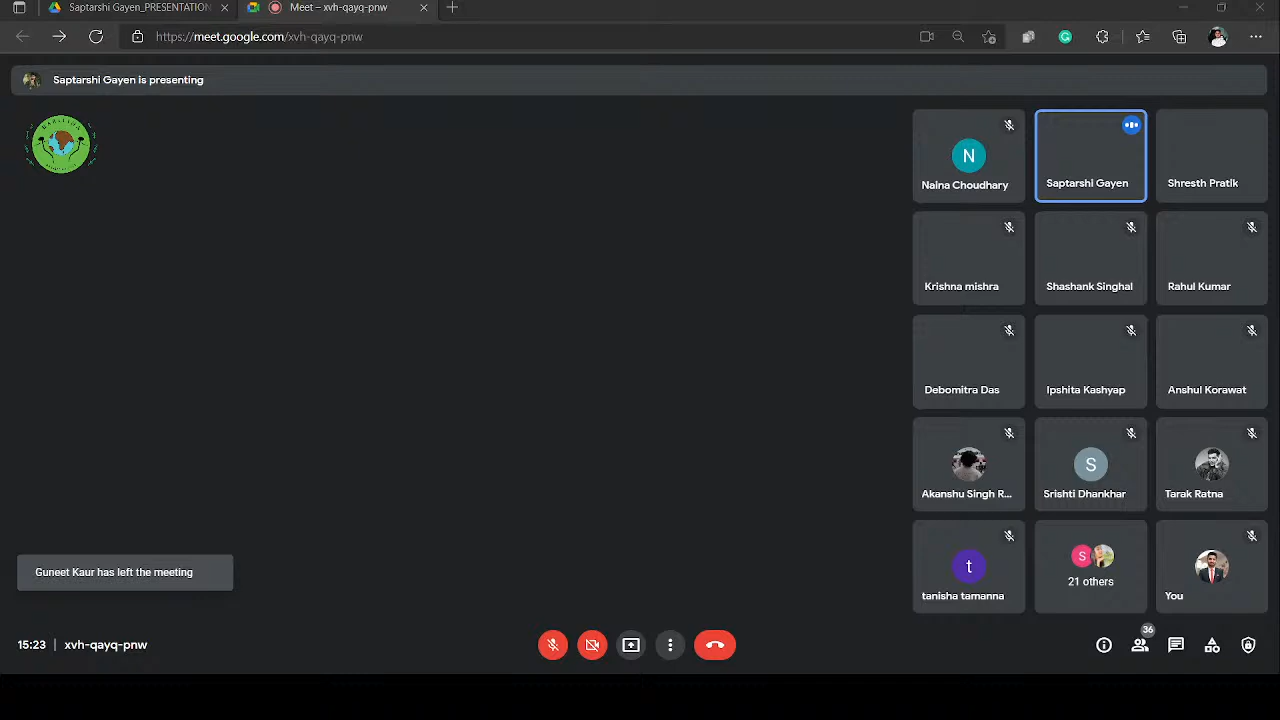 Saptarshi Gayen_PRESENTATION
Meet – xvh-qayq-pnw
https://meet.google.com/xvh-qayq-pnw
Saptarshi Gayen is presenting
N
Naina Choudhary
Saptarshi Gayen
Shresth Pratik
Krishna mishra
Shashank Singhal
Rahul Kumar
Debomitra Das
Ipshita Kashyap
Anshul Korawat
Akanshu Singh R...
S
Srishti Dhankhar
Tarak Ratna
t
tanisha tamanna
S
21 others
You
Guneet Kaur has left the meeting
15:23 | xvh-qayq-pnw
36